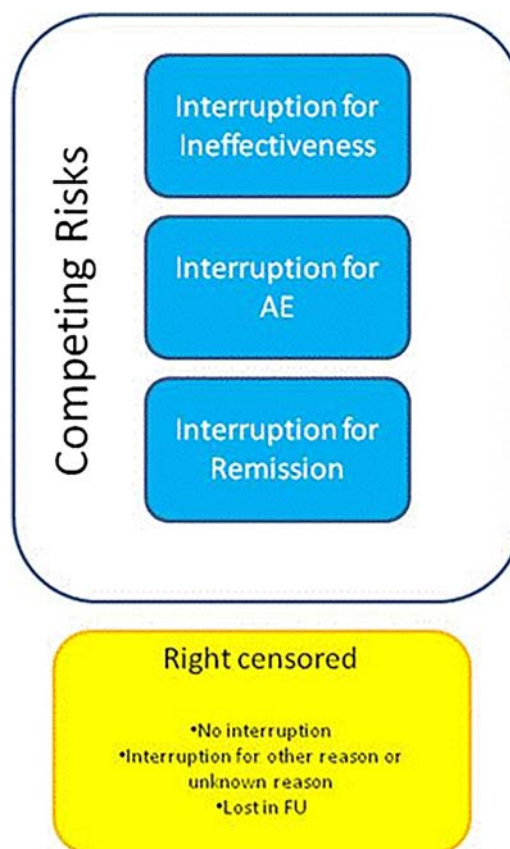 Competing Risks
Interruption for
Ineffectiveness
Interruption for
AE
Interruption for
Remission
Right censored
•No interruption
•Interruption for other reason or
unknown reason
•Lost in FU